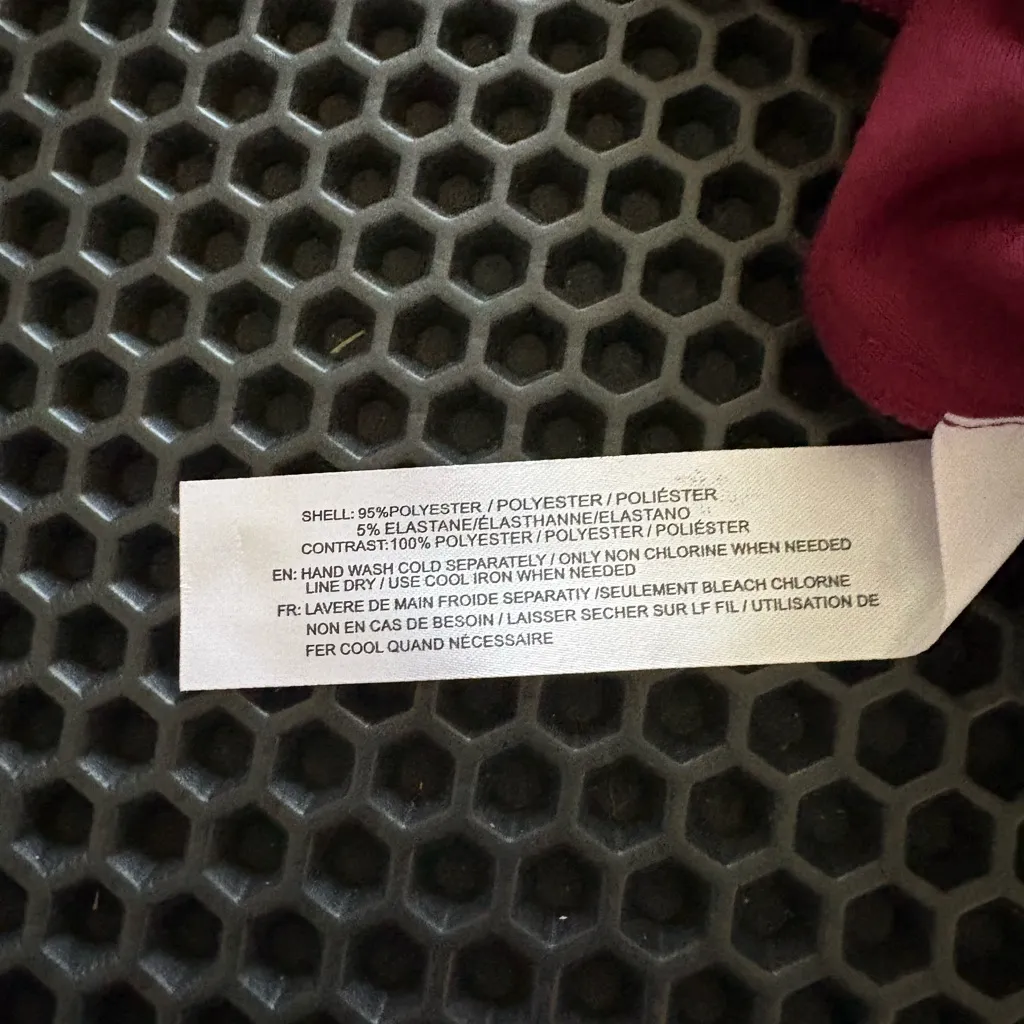 SHELL: 95%POLYESTER / POLYESTER / POLIÉSTER
5% ELASTANE/ÉLASTHANNE/ELASTANO
CONTRAST:100% POLYESTER / POLYESTER / POLIÉSTER
EN: HAND WASH COLD SEPARATELY / ONLY NON CHLORINE WHEN NEEDED
LINE DRY / USE COOL IRON WHEN NEEDED
FR: LAVERE DE MAIN FROIDE SEPARATIY /SEULEMENT BLEACH CHLORNE
NON EN CAS DE BESOIN / LAISSER SECHER SUR LF FIL / UTILISATION DE
FER COOL QUAND NÉCESSAIRE